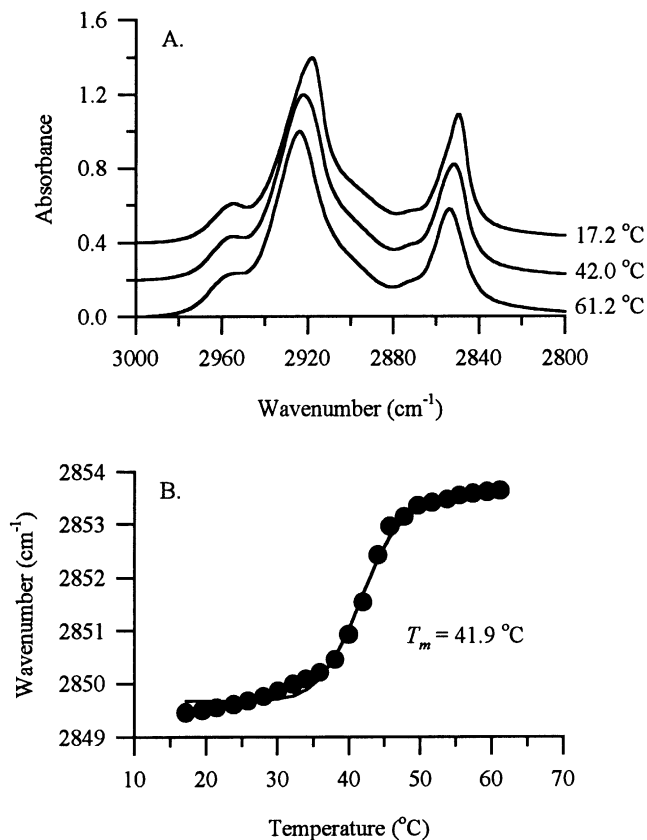 A.
1.6
1.2
0.8
0.4
0.0
Absorbance
17.2 °C
42.0 °C
61.2 °C
3000 2960 2920 2880 2840 2800
Wavenumber (cm⁻¹)
B.
2854
2853
2852
2851
2850
2849
Wavenumber (cm⁻¹)
Tₘ = 41.9 °C
10 20 30 40 50 60 70
Temperature (°C)